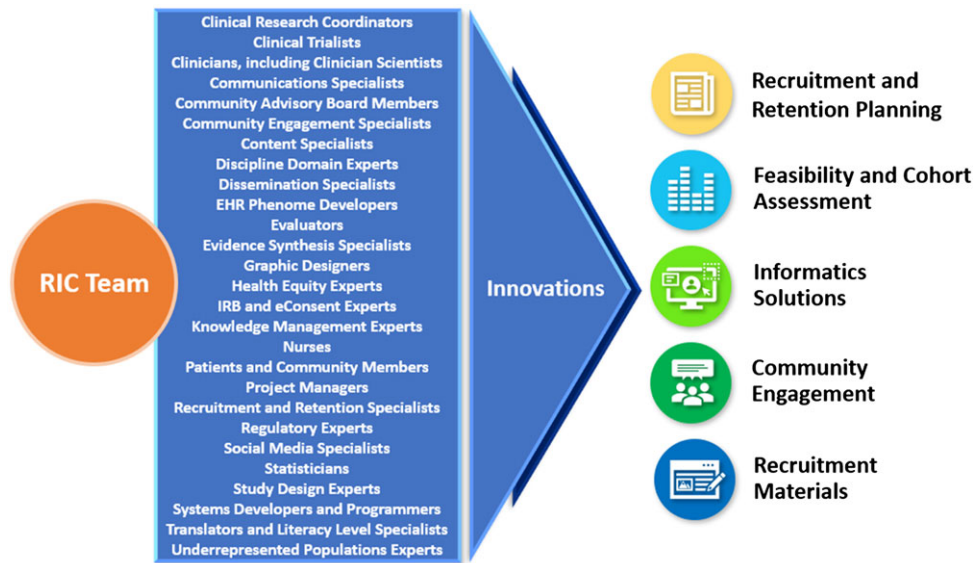 RIC Team
Clinical Research Coordinators
Clinical Trialists
Clinicians, including Clinician Scientists
Communications Specialists
Community Advisory Board Members
Community Engagement Specialists
Content Specialists
Discipline Domain Experts
Dissemination Specialists
EHR Phenome Developers
Evaluators
Evidence Synthesis Specialists
Graphic Designers
Health Equity Experts
IRB and eConsent Experts
Knowledge Management Experts
Nurses
Patients and Community Members
Project Managers
Recruitment and Retention Specialists
Regulatory Experts
Social Media Specialists
Statisticians
Study Design Experts
Systems Developers and Programmers
Translators and Literacy Level Specialists
Underrepresented Populations Experts
Innovations
Recruitment and
Retention Planning
Feasibility and Cohort
Assessment
Informatics
Solutions
Community
Engagement
Recruitment
Materials